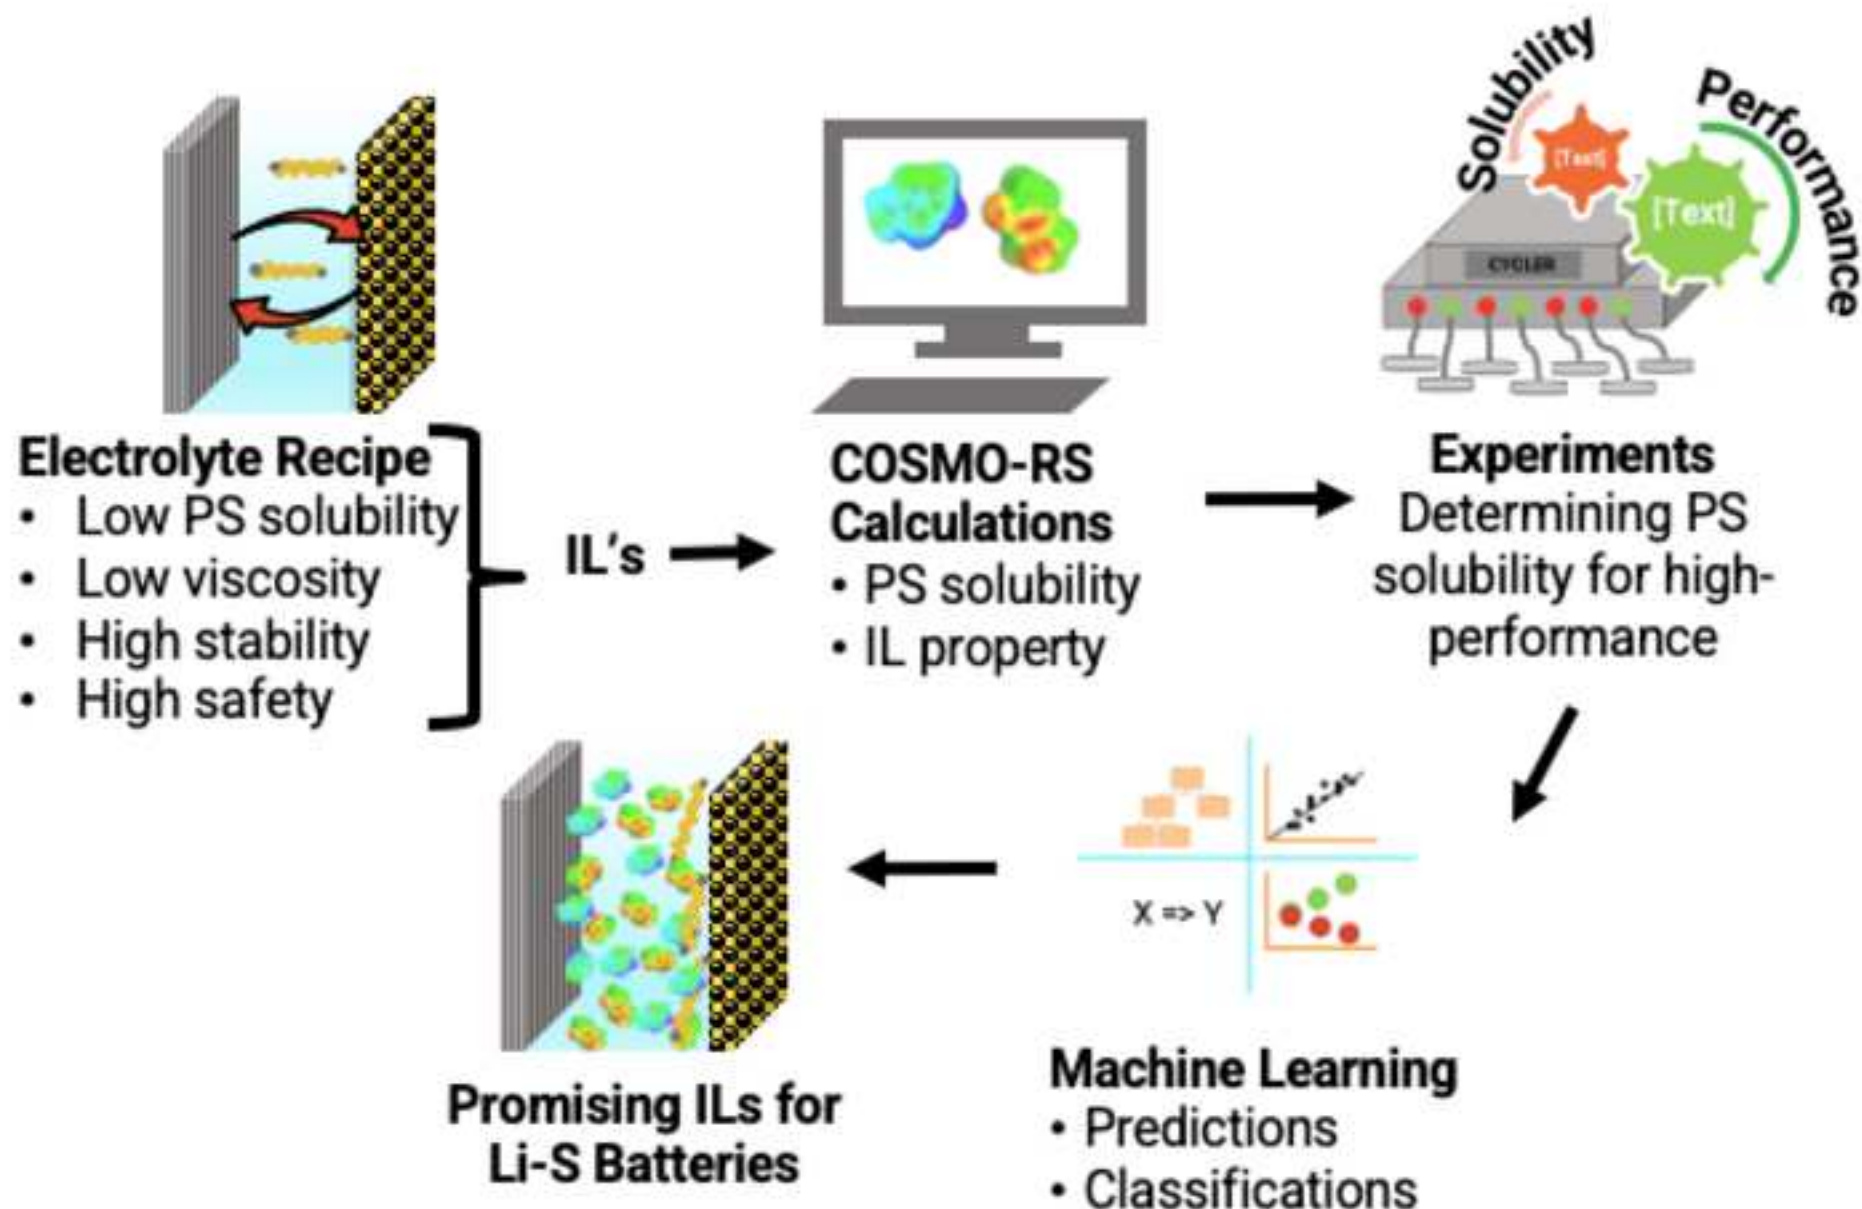 Solubility
Performance
[Text]
[Text]
CYCLER
Electrolyte Recipe
• Low PS solubility
• Low viscosity
• High stability
• High safety
IL's
COSMO-RS
Calculations
• PS solubility
• IL property
Experiments
Determining PS
solubility for high-
performance
X => Y
Machine Learning
• Predictions
• Classifications
Promising ILs for
Li-S Batteries